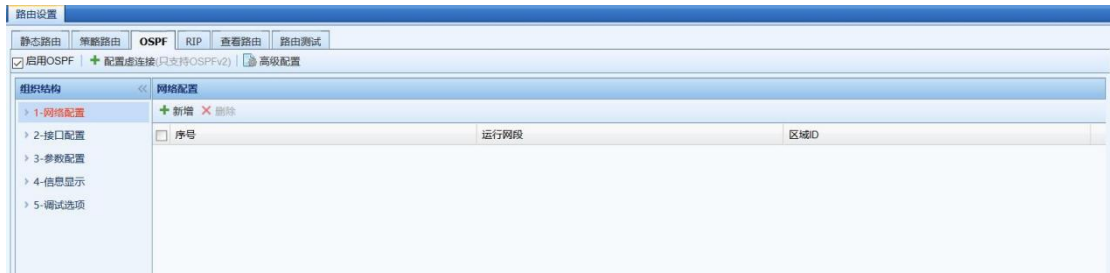 路由设置
静态路由 策略路由 OSPF RIP 查看路由 路由测试
启用OSPF 配置虚连接(只支持OSPFv2) 高级配置
组织结构 网络配置
1-网络配置 新增 删除
2-接口配置 序号 运行网段 区域ID
3-参数配置
4-信息显示
5-调试选项